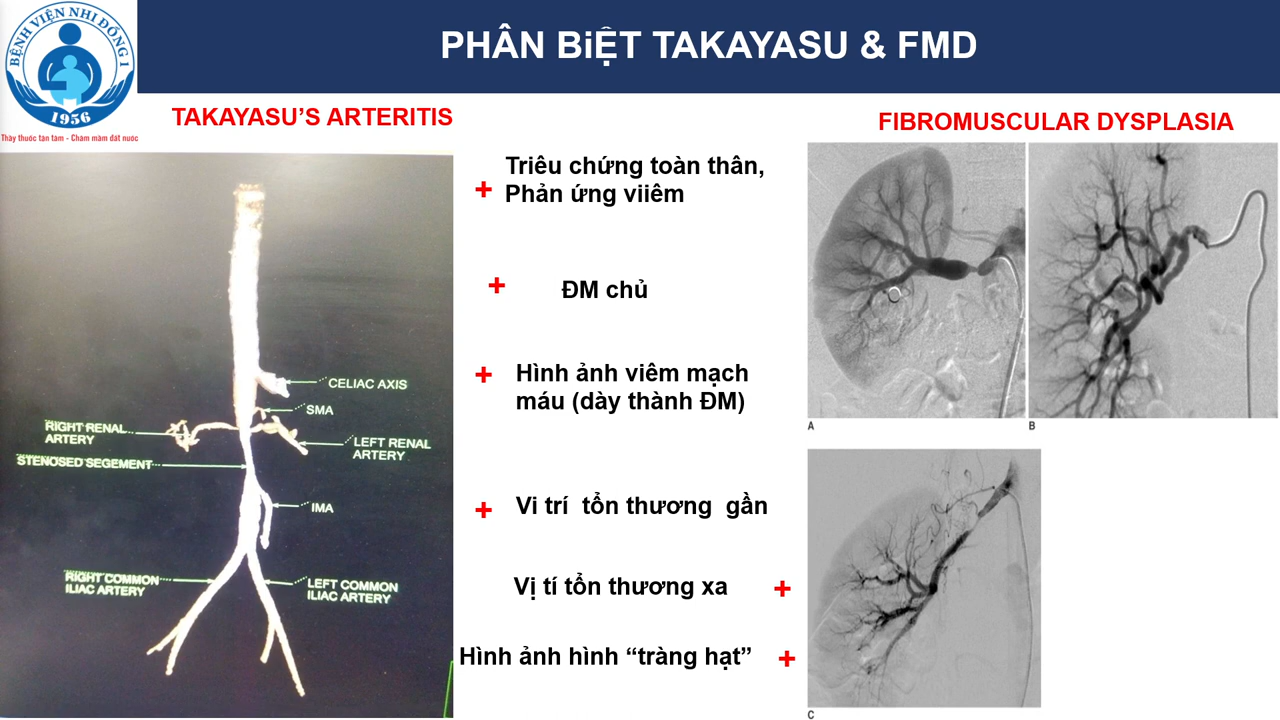 BỆNH VIỆN NHI ĐỒNG 1
1956
Thầy thuốc tận tâm - Chăm mầm đất nước
PHÂN BiỆT TAKAYASU & FMD
TAKAYASU’S ARTERITIS
FIBROMUSCULAR DYSPLASIA
+ Triêu chứng toàn thân,
Phản ứng viiêm
+ ĐM chủ
+ Hình ảnh viêm mạch
máu (dày thành ĐM)
+ Vi trí tổn thương gần
Vị tí tổn thương xa +
Hình ảnh hình “tràng hạt” +
CELIAC AXIS
SMA
RIGHT RENAL
ARTERY
LEFT RENAL
ARTERY
STENOSED SEGEMENT
IMA
RIGHT COMMON
ILIAC ARTERY
LEFT COMMON
ILIAC ARTERY
A
B
C